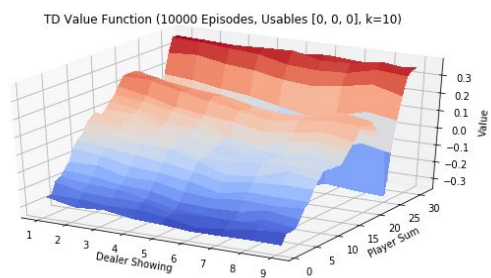 TD Value Function (10000 Episodes, Usables [0, 0, 0], k=10)
0.3
0.2
0.1
0.0
-0.1
-0.2
-0.3
Value
1 2 3 4 5 6 7 8 9
Dealer Showing
0 5 10 15 20 25 30
Player Sum